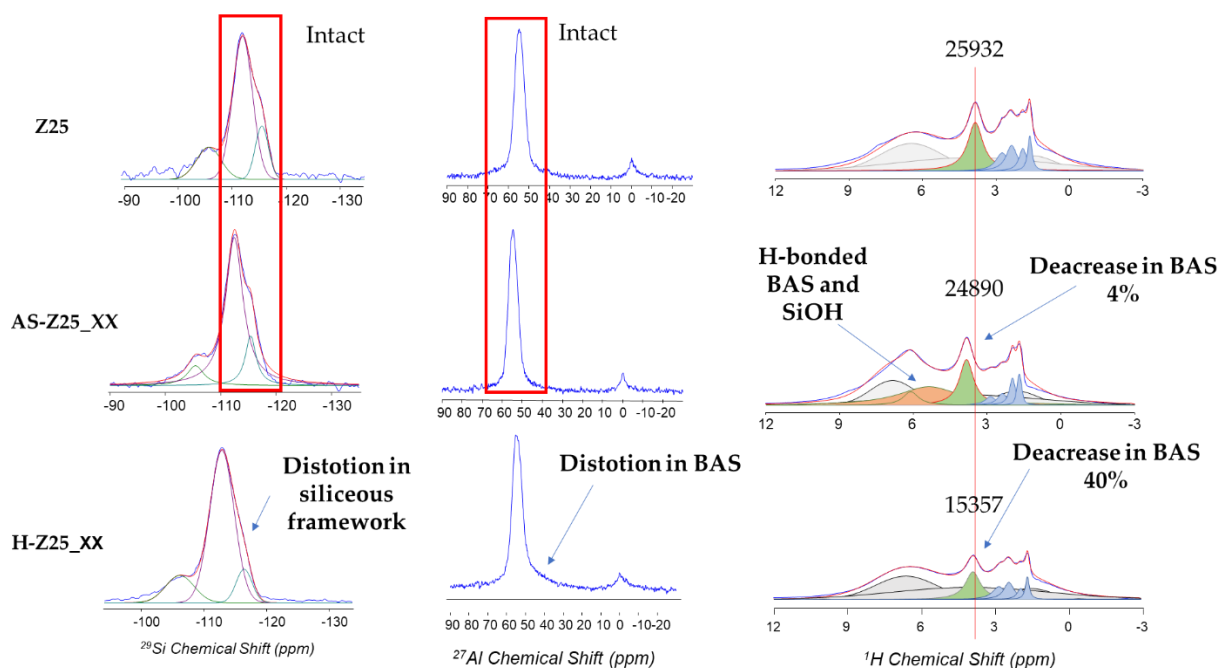 Intact
Intact
25932
Z25
-90 -100 -110 -120 -130
90 80 70 60 50 40 30 20 10 0 -10-20
12 9 6 3 0 -3
H-bonded
BAS and
SiOH
Deacrease in BAS
4%
24890
AS-Z25_XX
-90 -100 -110 -120 -130
90 80 70 60 50 40 30 20 10 0 -10-20
12 9 6 3 0 -3
Distotion in
siliceous
framework
Distotion in BAS
Deacrease in BAS
40%
15357
H-Z25_XX
-100 -110 -120 -130
90 80 70 60 50 40 30 20 10 0 -10-20
12 9 6 3 0 -3
²⁹Si Chemical Shift (ppm)
²⁷Al Chemical Shift (ppm)
¹H Chemical Shift (ppm)